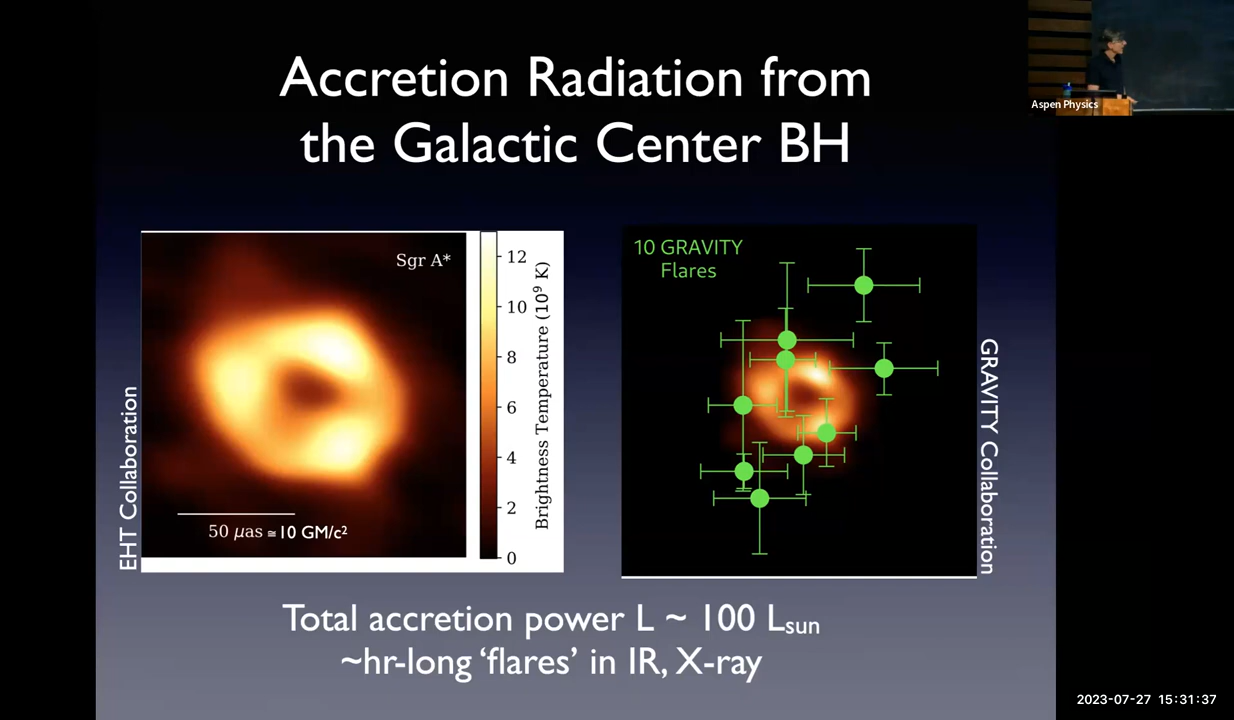 Accretion Radiation from
the Galactic Center BH
Aspen Physics
EHT Collaboration
Sgr A*
50 μas ≅10 GM/c²
12
10
8
6
4
2
0
Brightness Temperature (10⁹ K)
10 GRAVITY
Flares
GRAVITY Collaboration
Total accretion power L ~ 100 Lsun
~hr-long ‘flares’ in IR, X-ray
2023-07-27 15:31:37